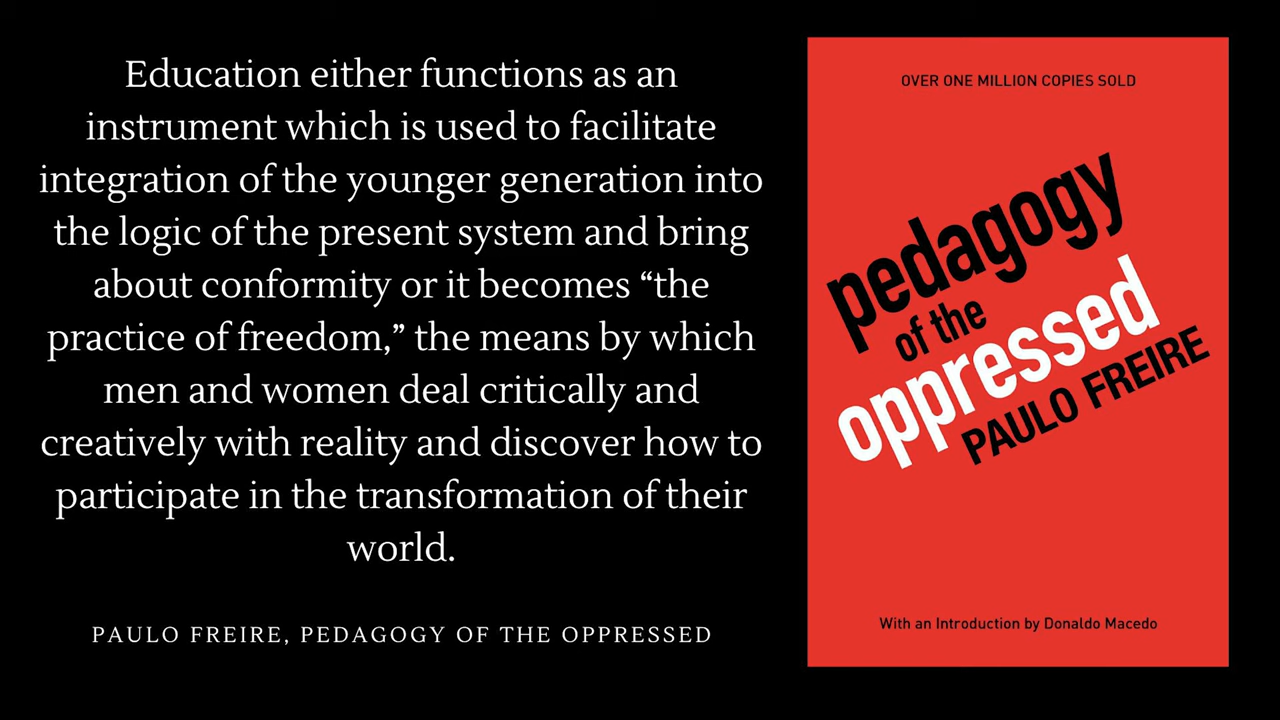 Education either functions as an
instrument which is used to facilitate
integration of the younger generation into
the logic of the present system and bring
about conformity or it becomes “the
practice of freedom,” the means by which
men and women deal critically and
creatively with reality and discover how to
participate in the transformation of their
world.
PAULO FREIRE, PEDAGOGY OF THE OPPRESSED
OVER ONE MILLION COPIES SOLD
pedagogy
of the
oppressed
PAULO FREIRE
With an Introduction by Donaldo Macedo